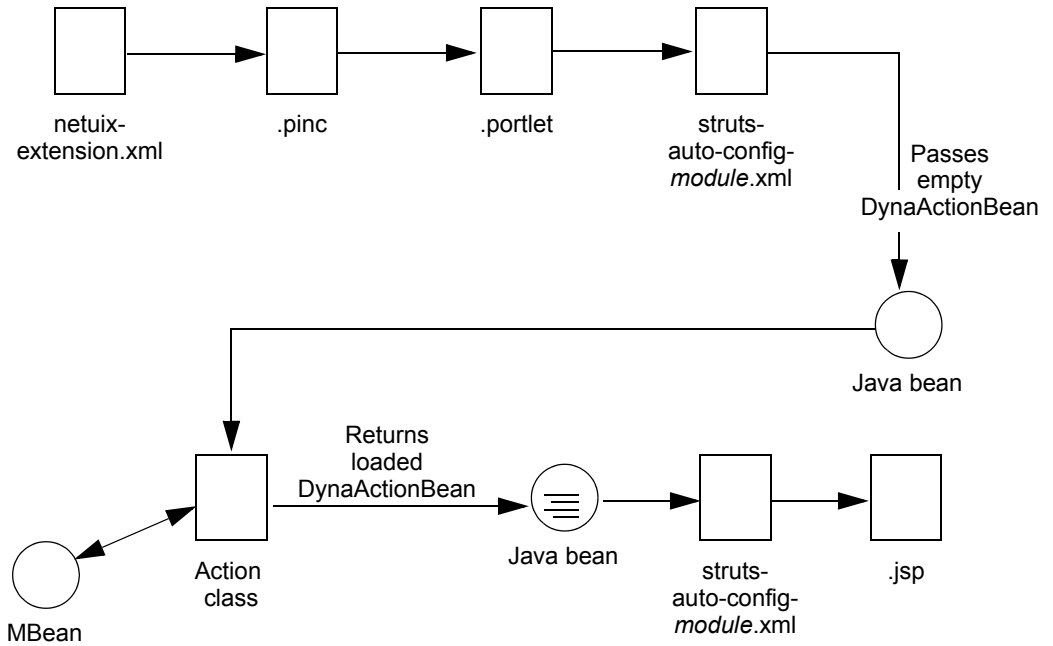 netuix-
extension.xml
.pinc
.portlet
struts-
auto-config-
module.xml
Passes
empty
DynaActionBean
Java bean
Returns
loaded
DynaActionBean
Java bean
MBean
Action
class
struts-
auto-config-
module.xml
.jsp